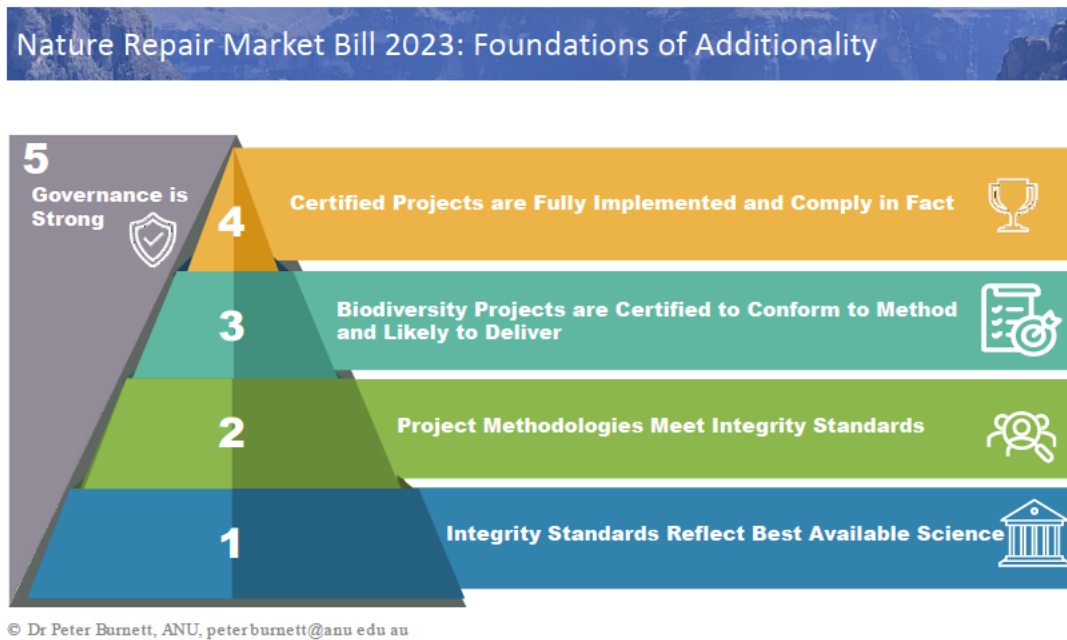 Nature Repair Market Bill 2023: Foundations of Additionality
5
Governance is
Strong
4
Certified Projects are Fully Implemented and Comply in Fact
3
Biodiversity Projects are Certified to Conform to Method
and Likely to Deliver
2
Project Methodologies Meet Integrity Standards
1
Integrity Standards Reflect Best Available Science
© Dr Peter Burnett, ANU, peterburnett@anu edu au